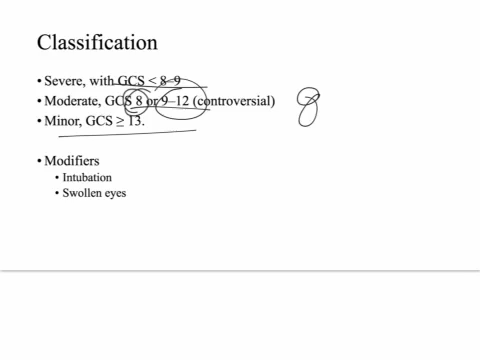 Classification
• Severe, with GCS < 8–9
• Moderate, GCS 8 or 9–12 (controversial) 8
• Minor, GCS ≥ 13.
• Modifiers
• Intubation
• Swollen eyes